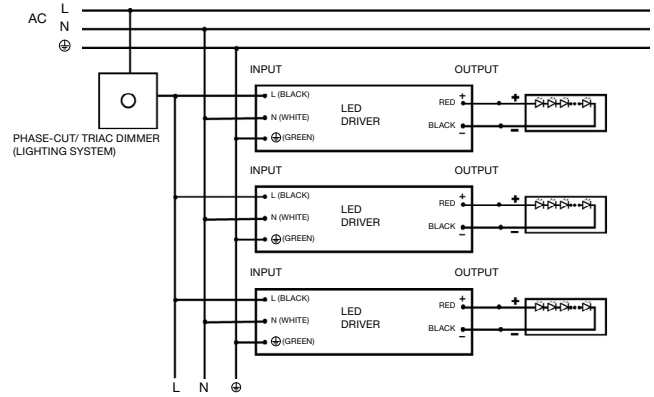 AC
L
N
⏚
INPUT
OUTPUT
L (BLACK)
N (WHITE)
⏚ (GREEN)
LED
DRIVER
RED +
BLACK –
+
–
PHASE-CUT/ TRIAC DIMMER
(LIGHTING SYSTEM)
INPUT
OUTPUT
L (BLACK)
N (WHITE)
⏚ (GREEN)
LED
DRIVER
RED +
BLACK –
+
–
INPUT
OUTPUT
L (BLACK)
N (WHITE)
⏚ (GREEN)
LED
DRIVER
RED +
BLACK –
+
–
L N ⏚